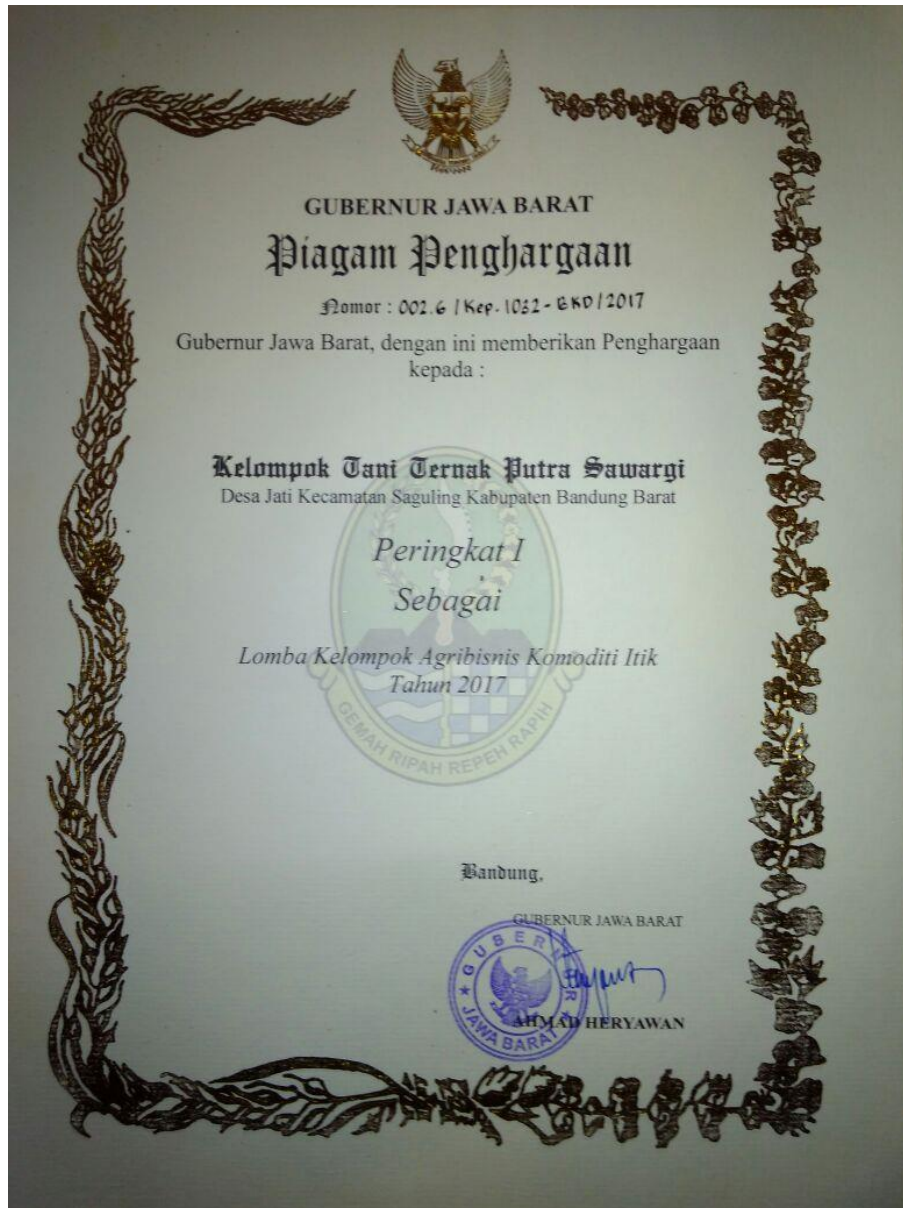 GUBERNUR JAWA BARAT
Piagam Penghargaan
Nomor : 002.6 / Kep. 1032 - BKD / 2017
Gubernur Jawa Barat, dengan ini memberikan Penghargaan
kepada :
Kelompok Tani Ternak Putra Sawargi
Desa Jati Kecamatan Saguling Kabupaten Bandung Barat
Peringkat I
Sebagai
Lomba Kelompok Agribisnis Komoditi Itik
Tahun 2017
GEMAH RIPAH REPEH RAPIH
Bandung,
GUBERNUR JAWA BARAT
GUBERNUR
JAWA BARAT
AHMAD HERYAWAN